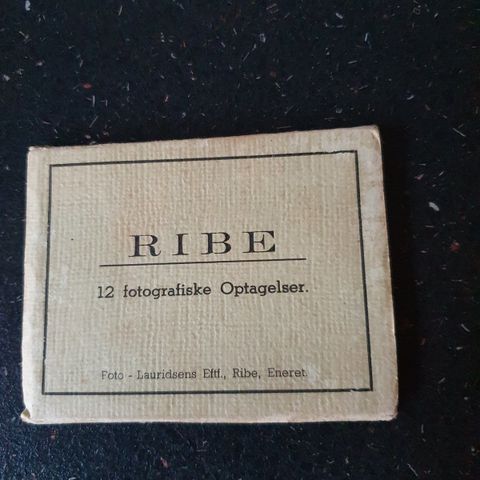 RIBE
12 fotografiske Optagelser.
Foto - Lauridsens Eftf., Ribe, Eneret.